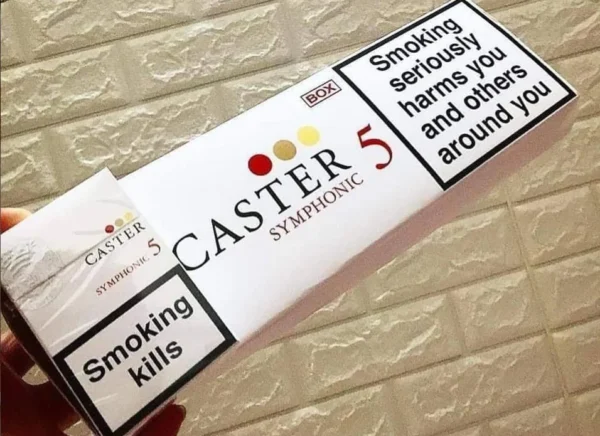 BOX
CASTER 5
SYMPHONIC
Smoking
seriously
harms you
and others
around you
CASTER
SYMPHONIC 5
Smoking
kills